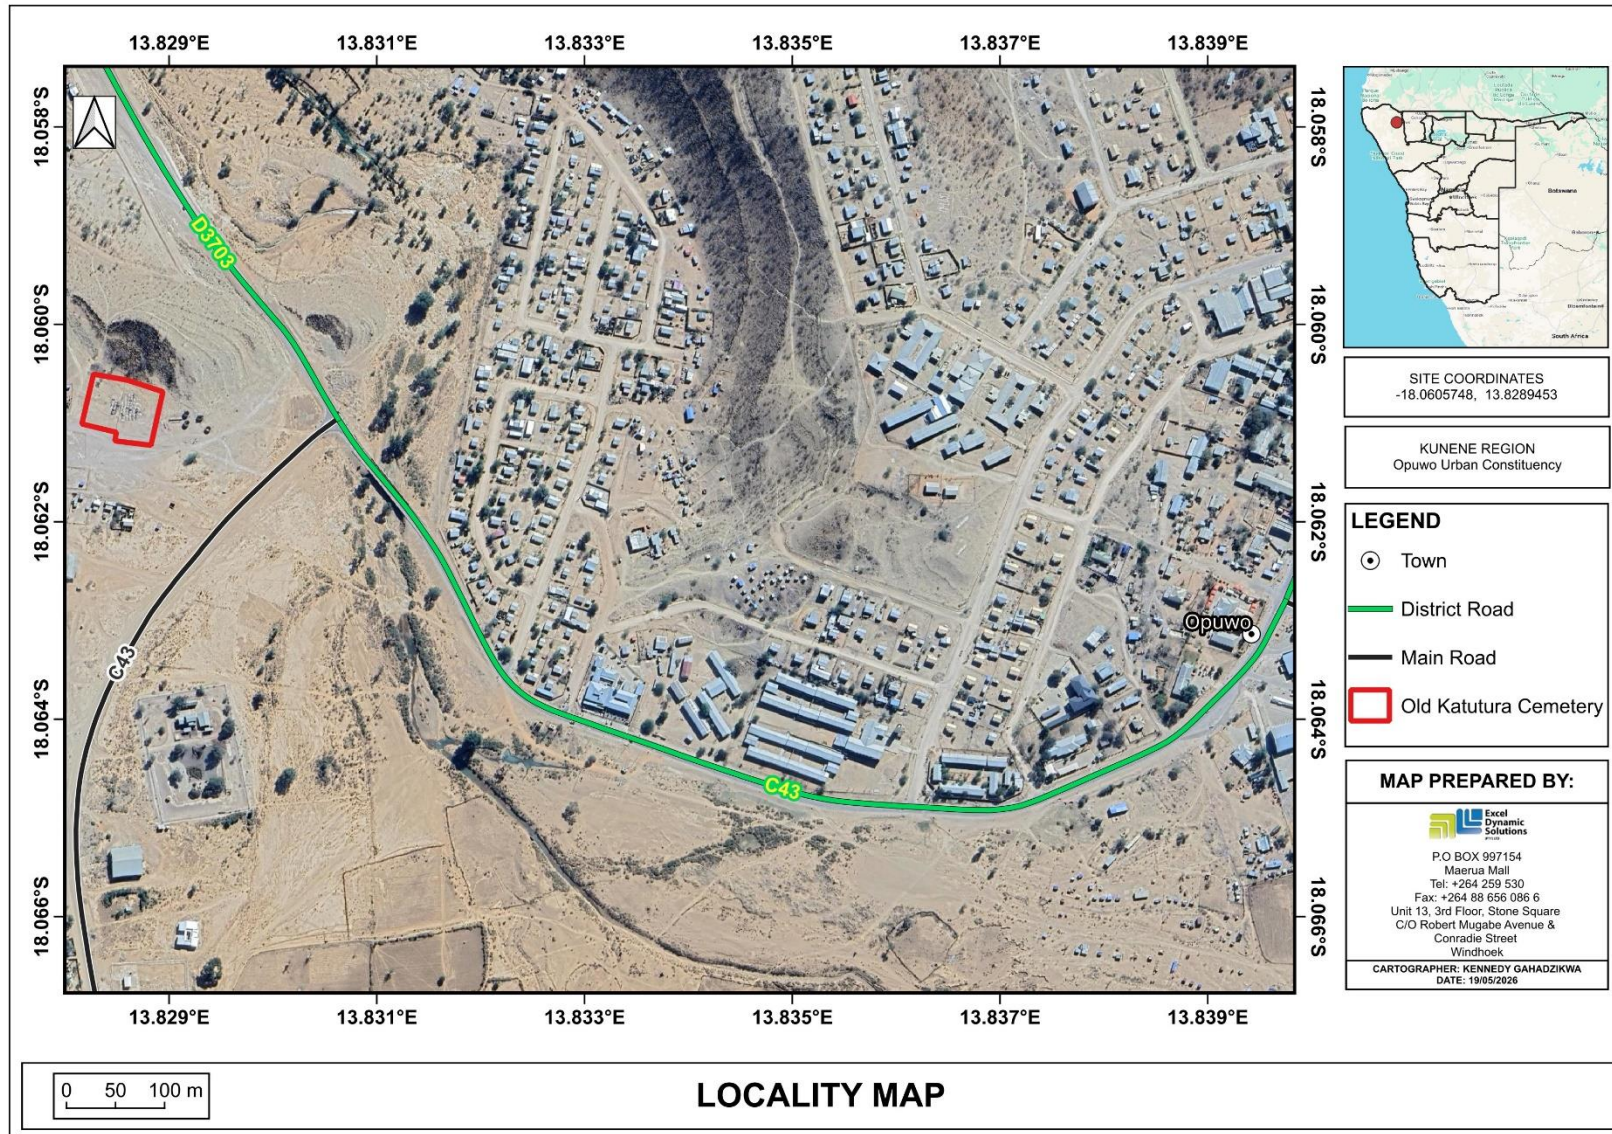 13.829°E 13.831°E 13.833°E 13.835°E 13.837°E 13.839°E
18.058°S
18.060°S
18.062°S
18.064°S
18.066°S
D3703
C43
C43
Opuwo
18.058°S
18.060°S
18.062°S
18.064°S
18.066°S
13.829°E 13.831°E 13.833°E 13.835°E 13.837°E 13.839°E
Botswana
South Africa
SITE COORDINATES
-18.0605748, 13.8289453
KUNENE REGION
Opuwo Urban Constituency
LEGEND
Town
District Road
Main Road
Old Katutura Cemetery
MAP PREPARED BY:
Excel
Dynamic
Solutions
P.O BOX 997154
Maerua Mall
Tel: +264 259 530
Fax: +264 88 656 086 6
Unit 13, 3rd Floor, Stone Square
C/O Robert Mugabe Avenue &
Conradie Street
Windhoek
CARTOGRAPHER: KENNEDY GAHADZIKWA
DATE: 19/05/2026
0 50 100 m
LOCALITY MAP